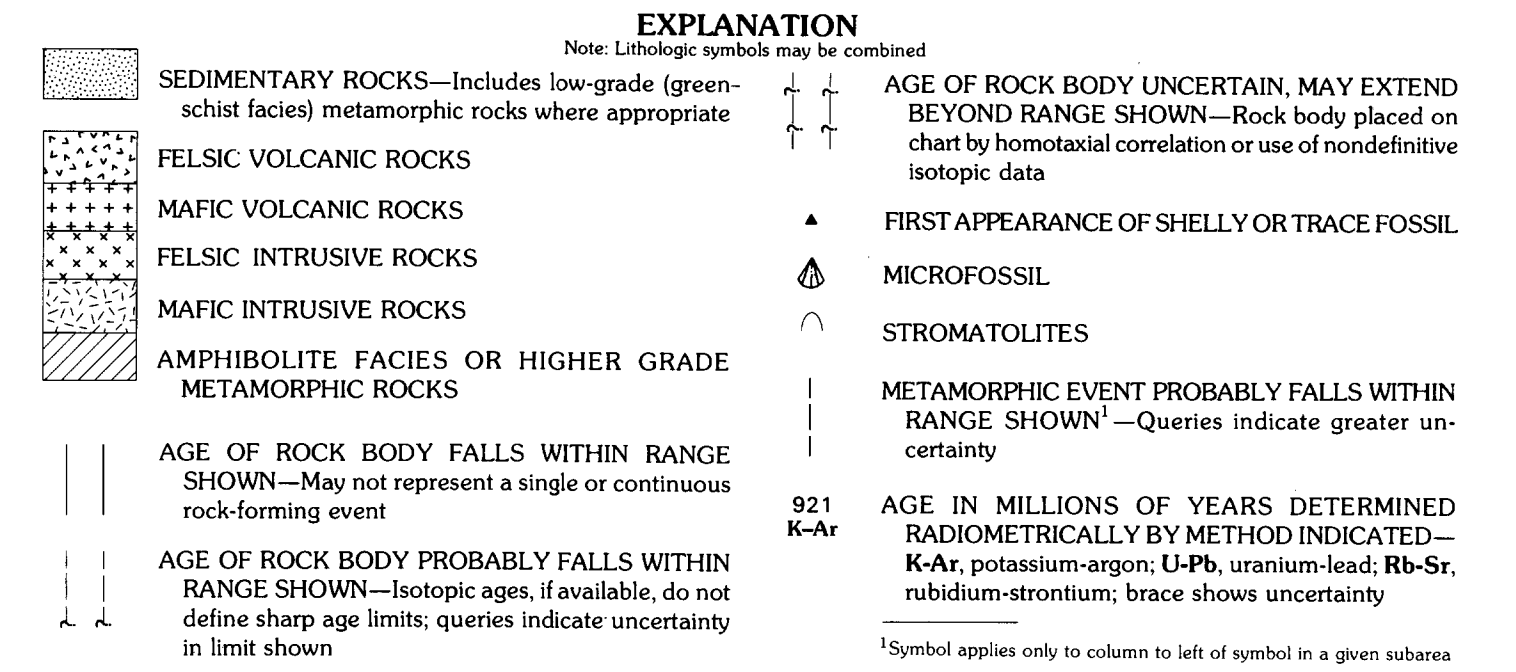 EXPLANATION
Note: Lithologic symbols may be combined
SEDIMENTARY ROCKS—Includes low-grade (green-
schist facies) metamorphic rocks where appropriate
FELSIC VOLCANIC ROCKS
MAFIC VOLCANIC ROCKS
FELSIC INTRUSIVE ROCKS
MAFIC INTRUSIVE ROCKS
AMPHIBOLITE FACIES OR HIGHER GRADE
METAMORPHIC ROCKS
AGE OF ROCK BODY FALLS WITHIN RANGE
SHOWN—May not represent a single or continuous
rock-forming event
AGE OF ROCK BODY PROBABLY FALLS WITHIN
RANGE SHOWN—Isotopic ages, if available, do not
define sharp age limits; queries indicate uncertainty
in limit shown
AGE OF ROCK BODY UNCERTAIN, MAY EXTEND
BEYOND RANGE SHOWN—Rock body placed on
chart by homotaxial correlation or use of nondefinitive
isotopic data
FIRST APPEARANCE OF SHELLY OR TRACE FOSSIL
MICROFOSSIL
STROMATOLITES
METAMORPHIC EVENT PROBABLY FALLS WITHIN
RANGE SHOWN¹—Queries indicate greater un-
certainty
921
K–Ar
AGE IN MILLIONS OF YEARS DETERMINED
RADIOMETRICALLY BY METHOD INDICATED—
K-Ar, potassium-argon; U-Pb, uranium-lead; Rb-Sr,
rubidium-strontium; brace shows uncertainty
¹Symbol applies only to column to left of symbol in a given subarea